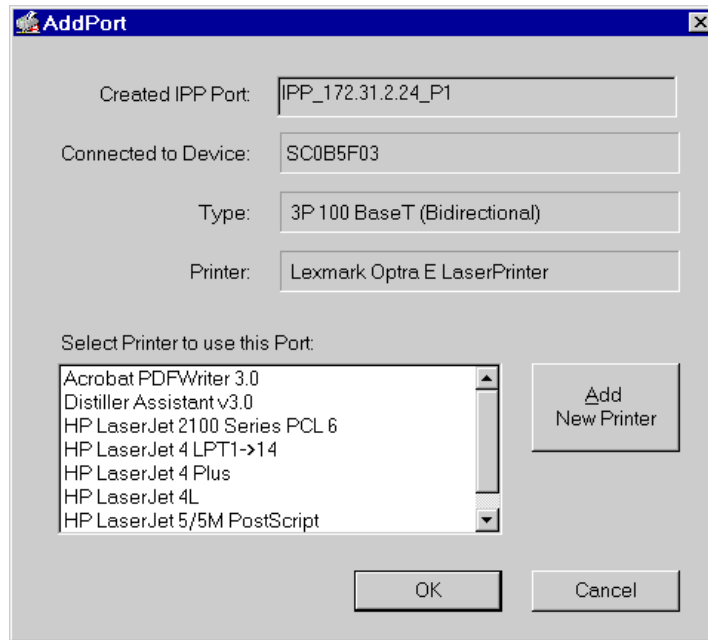 AddPort
Created IPP Port: IPP_172.31.2.24_P1
Connected to Device: SC0B5F03
Type: 3P 100 BaseT (Bidirectional)
Printer: Lexmark Optra E LaserPrinter
Select Printer to use this Port:
Acrobat PDFWriter 3.0
Distiller Assistant v3.0
HP LaserJet 2100 Series PCL 6
HP LaserJet 4 LPT1->14
HP LaserJet 4 Plus
HP LaserJet 4L
HP LaserJet 5/5M PostScript
Add
New Printer
OK
Cancel